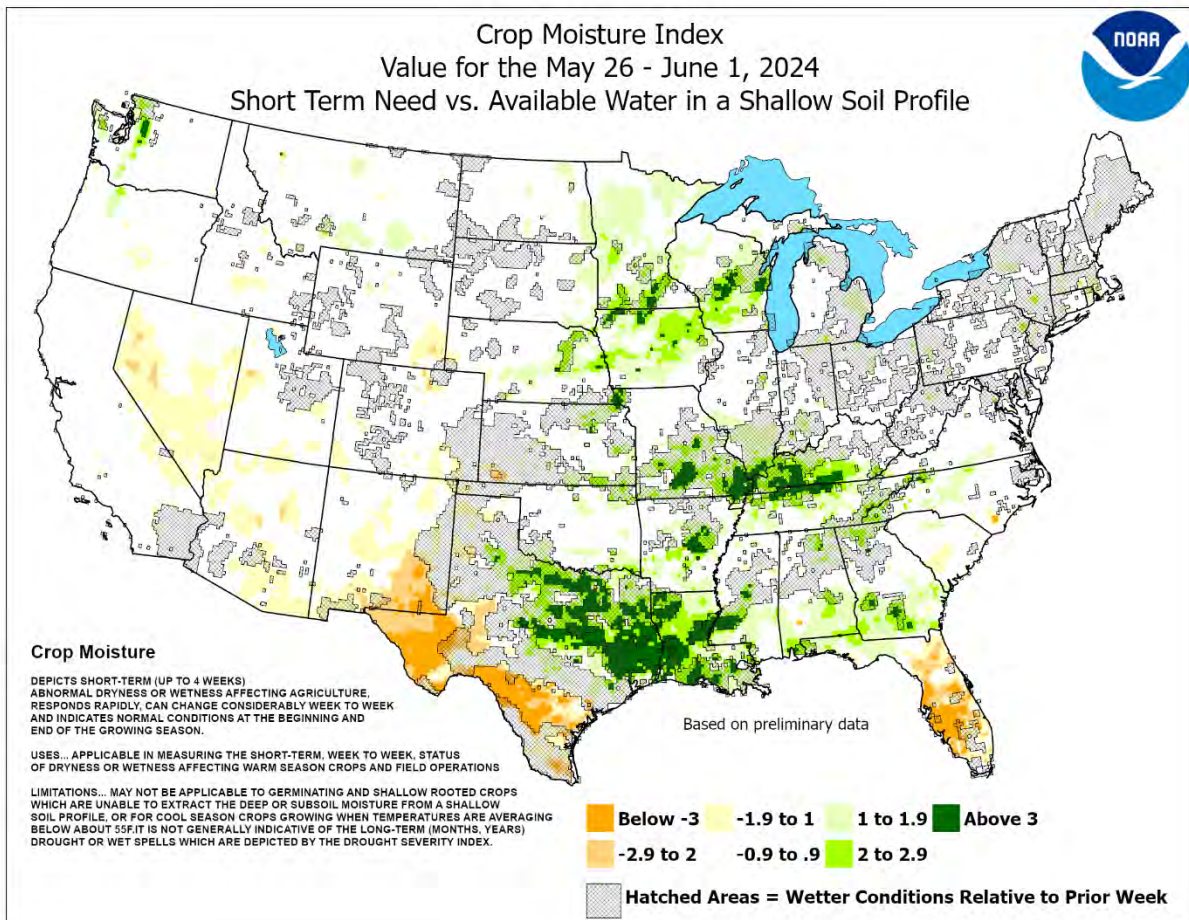 Crop Moisture Index
Value for the May 26 - June 1, 2024
Short Term Need vs. Available Water in a Shallow Soil Profile
NOAA
Crop Moisture
DEPICTS SHORT-TERM (UP TO 4 WEEKS)
ABNORMAL DRYNESS OR WETNESS AFFECTING AGRICULTURE,
RESPONDS RAPIDLY, CAN CHANGE CONSIDERABLY WEEK TO WEEK
AND INDICATES NORMAL CONDITIONS AT THE BEGINNING AND
END OF THE GROWING SEASON.
USES... APPLICABLE IN MEASURING THE SHORT-TERM, WEEK TO WEEK, STATUS
OF DRYNESS OR WETNESS AFFECTING WARM SEASON CROPS AND FIELD OPERATIONS
LIMITATIONS... MAY NOT BE APPLICABLE TO GERMINATING AND SHALLOW ROOTED CROPS
WHICH ARE UNABLE TO EXTRACT THE DEEP OR SUBSOIL MOISTURE FROM A SHALLOW
SOIL PROFILE, OR FOR COOL SEASON CROPS GROWING WHEN TEMPERATURES ARE AVERAGING
BELOW ABOUT 55F.IT IS NOT GENERALLY INDICATIVE OF THE LONG-TERM (MONTHS, YEARS)
DROUGHT OR WET SPELLS WHICH ARE DEPICTED BY THE DROUGHT SEVERITY INDEX.
Based on preliminary data
Below -3 -1.9 to 1 1 to 1.9 Above 3
-2.9 to 2 -0.9 to .9 2 to 2.9
Hatched Areas = Wetter Conditions Relative to Prior Week